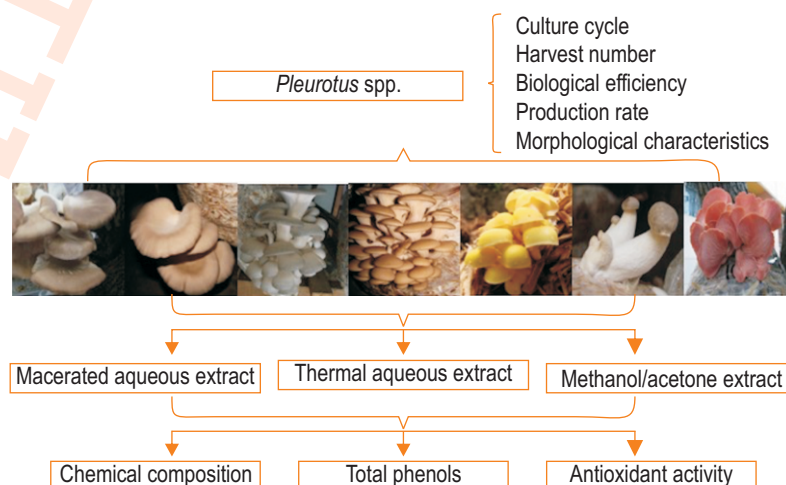 Culture cycle
Harvest number
Pleurotus spp.
Biological efficiency
Production rate
Morphological characteristics
Macerated aqueous extract
Thermal aqueous extract
Methanol/acetone extract
Chemical composition
Total phenols
Antioxidant activity